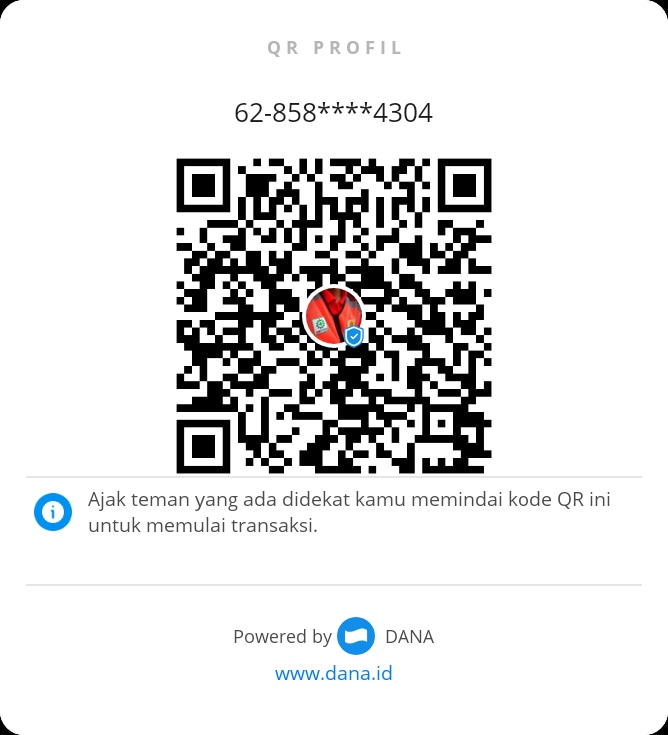 QR PROFIL
62-858****4304
Ajak teman yang ada didekat kamu memindai kode QR ini
untuk memulai transaksi.
Powered by DANA
www.dana.id